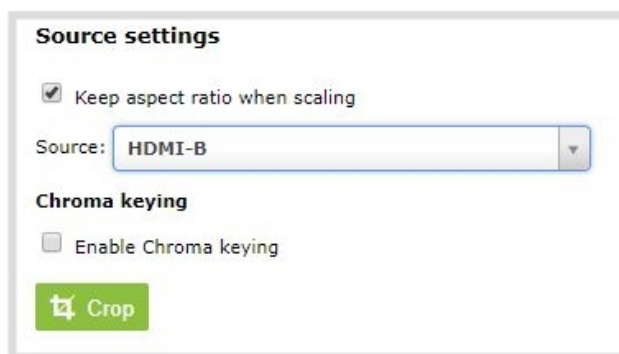 Source settings
Keep aspect ratio when scaling
Source: HDMI-B
Chroma keying
Enable Chroma keying
Crop